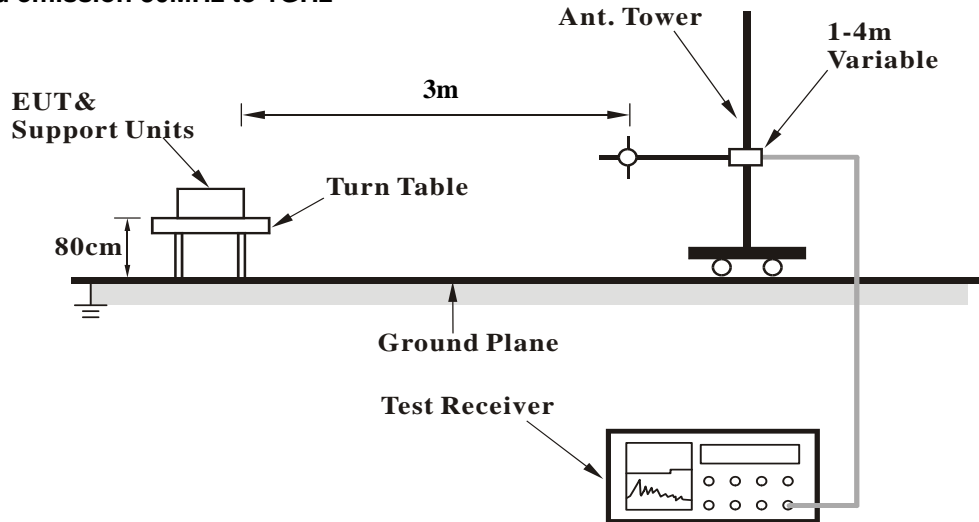 Ant. Tower
1-4m
Variable
3m
EUT&
Support Units
Turn Table
80cm
Ground Plane
Test Receiver